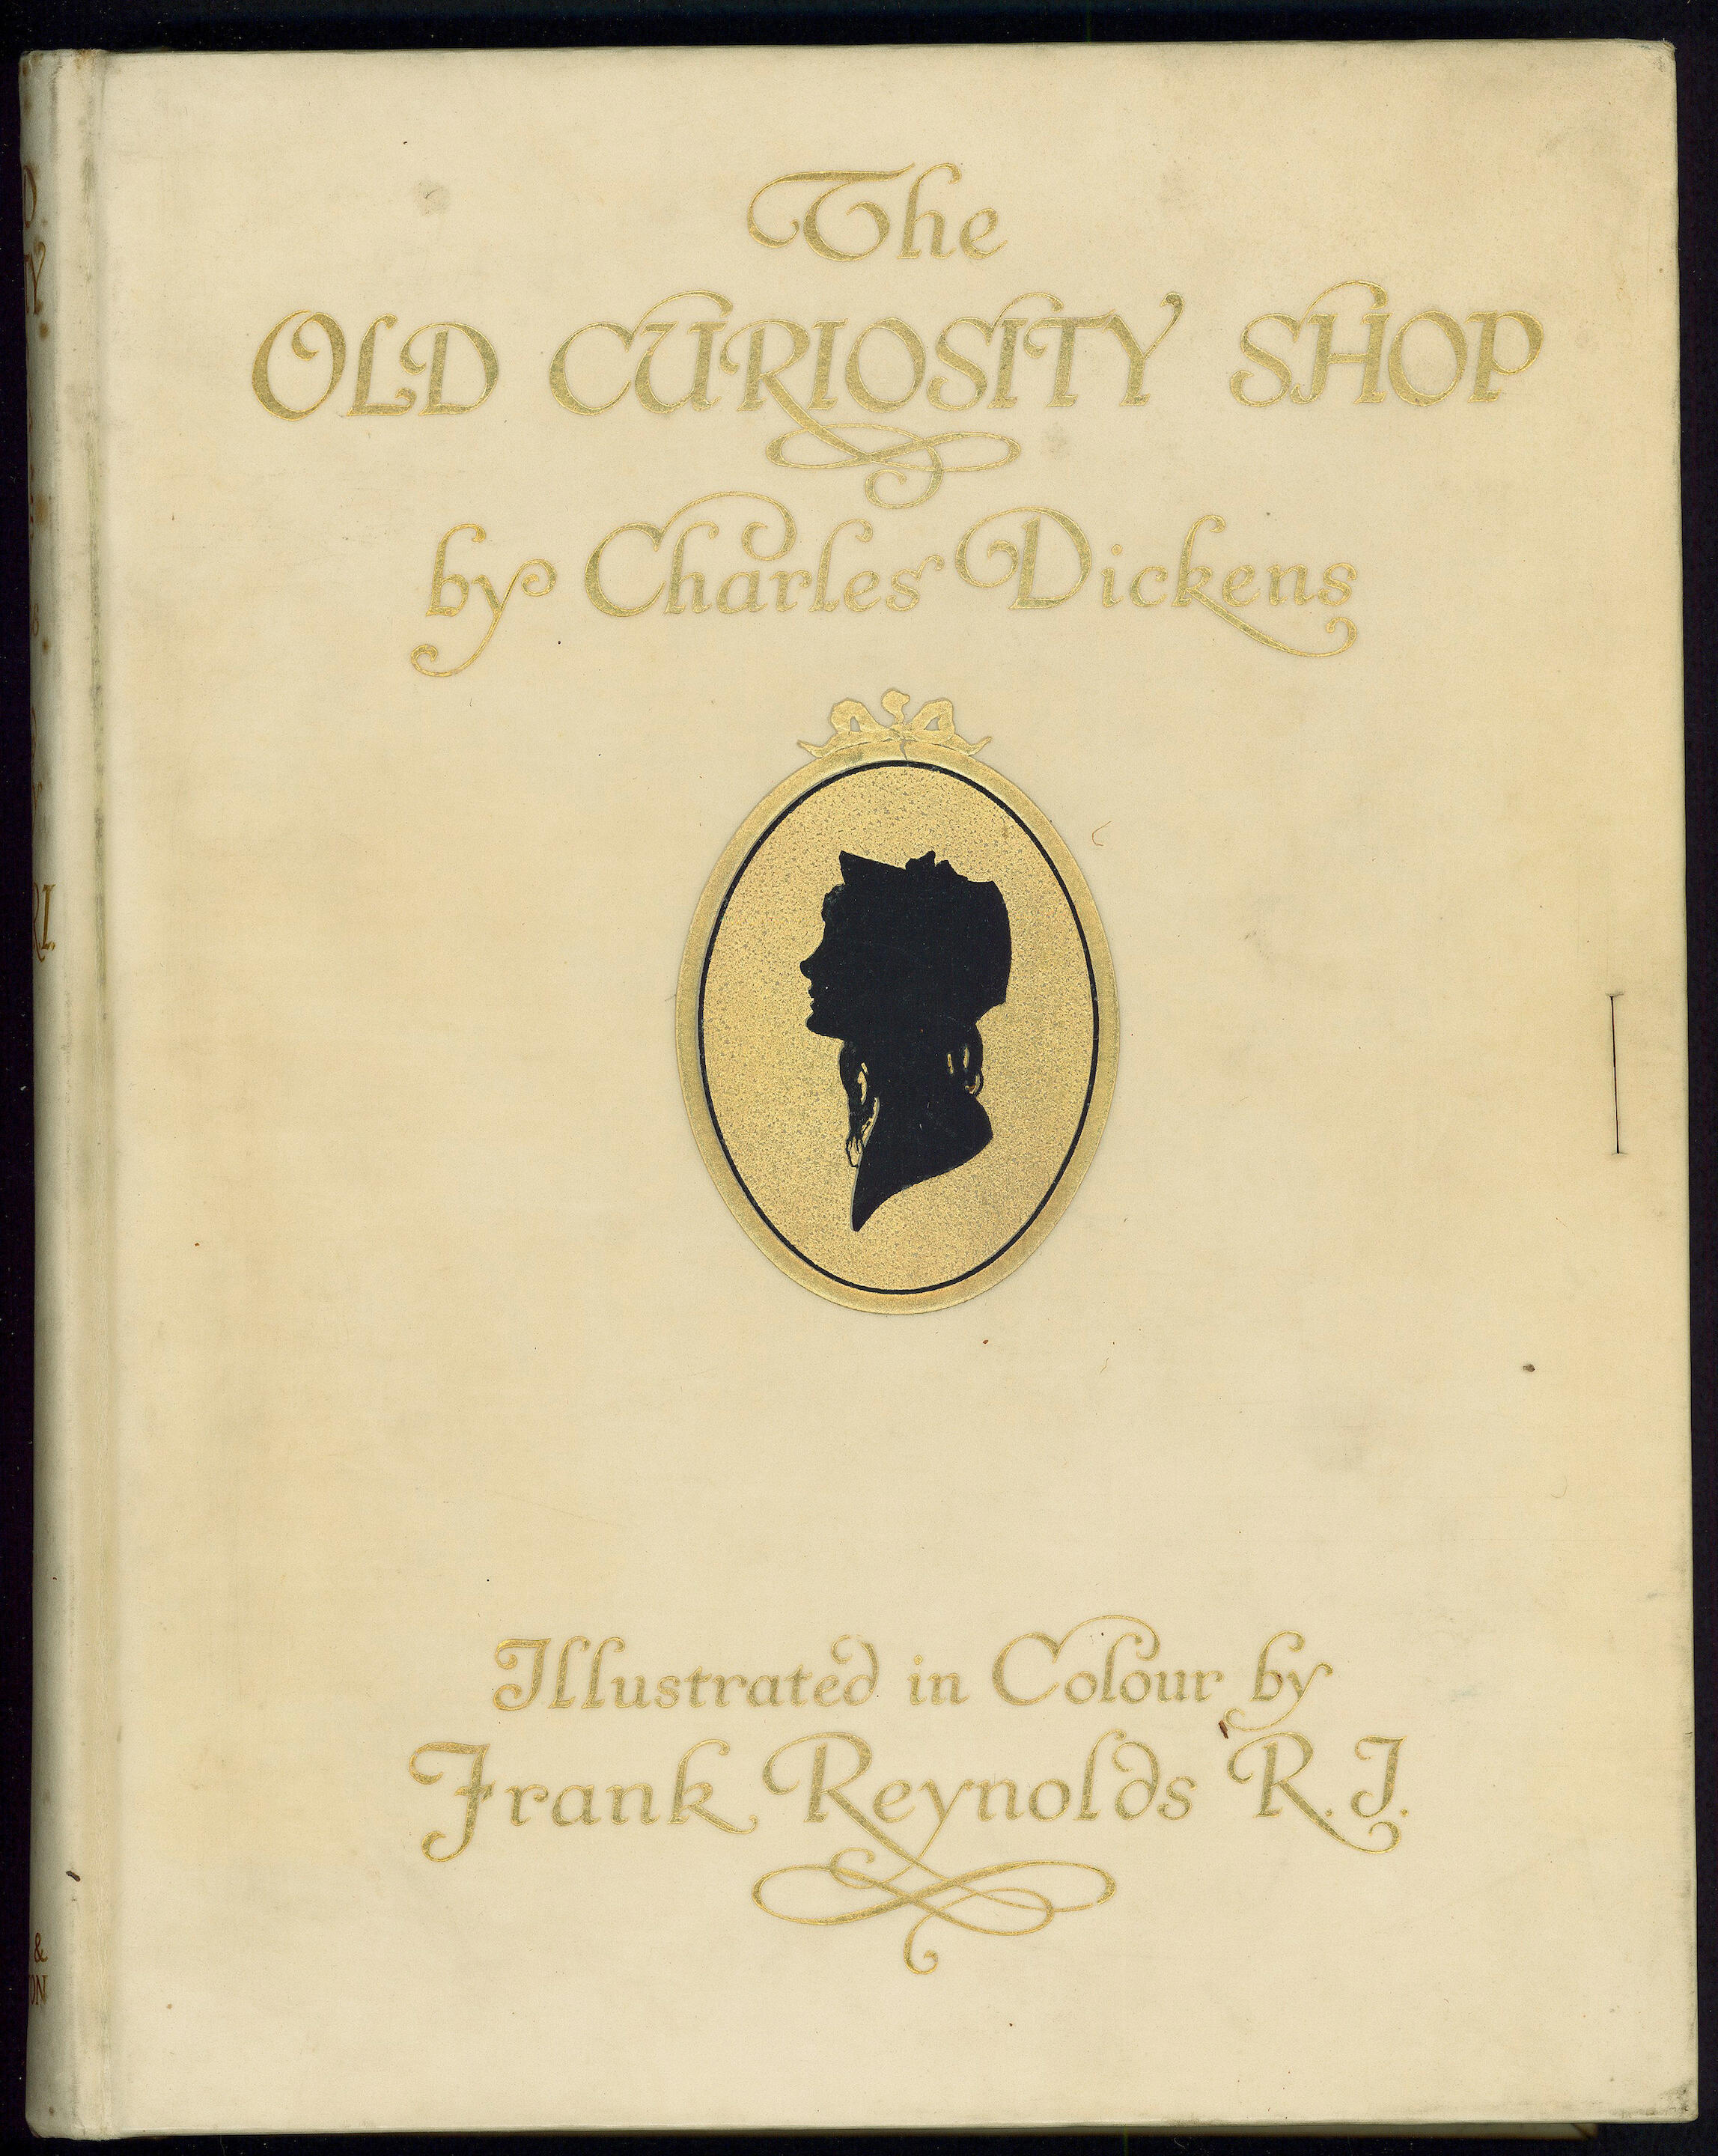 The
OLD CURIOSITY SHOP
by Charles Dickens
Illustrated in Colour by
Frank Reynolds R.I.
R.I.
&